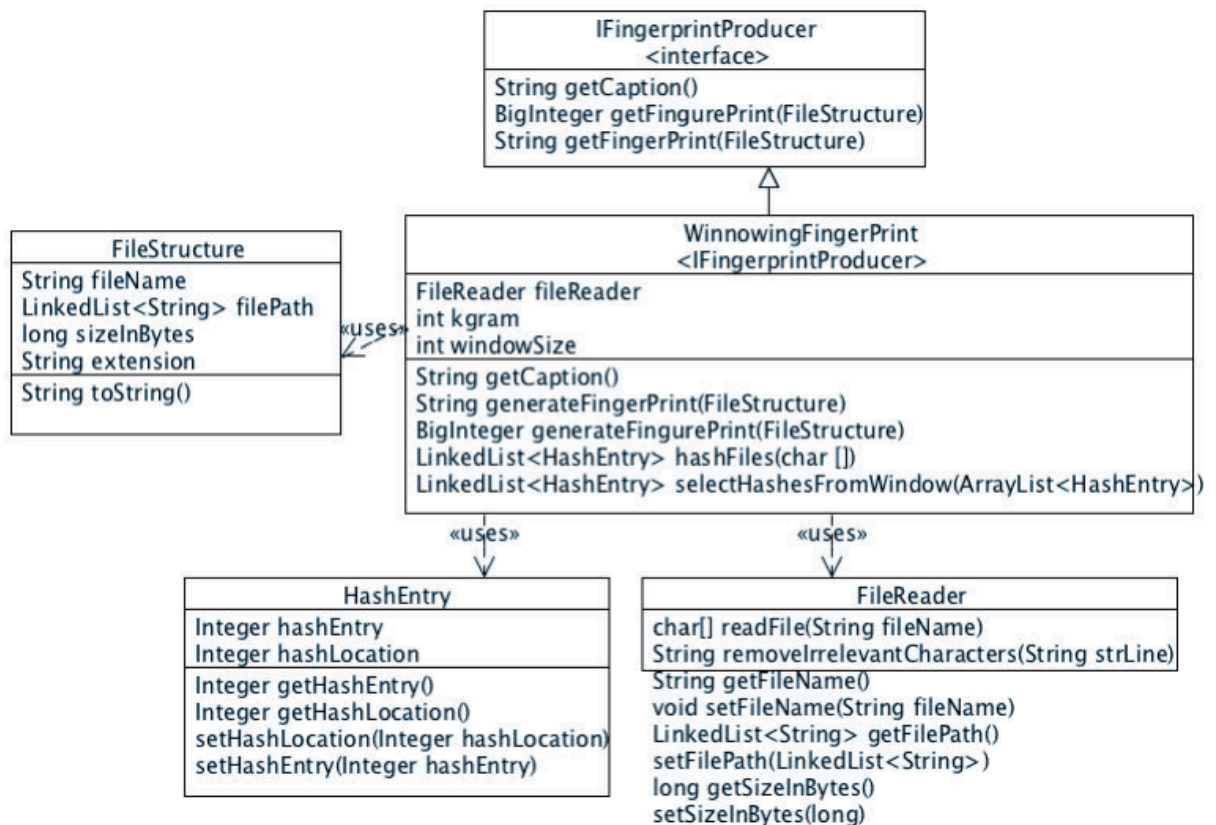 IFingerprintProducer
<interface>
String getCaption()
BigInteger getFingurePrint(FileStructure)
String getFingerPrint(FileStructure)
WinnowingFingerPrint
<IFingerprintProducer>
FileReader fileReader
int kgram
int windowSize
String getCaption()
String generateFingerPrint(FileStructure)
BigInteger generateFingurePrint(FileStructure)
LinkedList<HashEntry> hashFiles(char [])
LinkedList<HashEntry> selectHashesFromWindow(ArrayList<HashEntry>)
FileStructure
String fileName
LinkedList<String> filePath
long sizeInBytes
String extension
String toString()
«uses»
«uses»
«uses»
HashEntry
Integer hashEntry
Integer hashLocation
Integer getHashEntry()
Integer getHashLocation()
setHashLocation(Integer hashLocation)
setHashEntry(Integer hashEntry)
FileReader
char[] readFile(String fileName)
String removeIrrelevantCharacters(String strLine)
String getFileName()
void setFileName(String fileName)
LinkedList<String> getFilePath()
setFilePath(LinkedList<String>)
long getSizeInBytes()
setSizeInBytes(long)